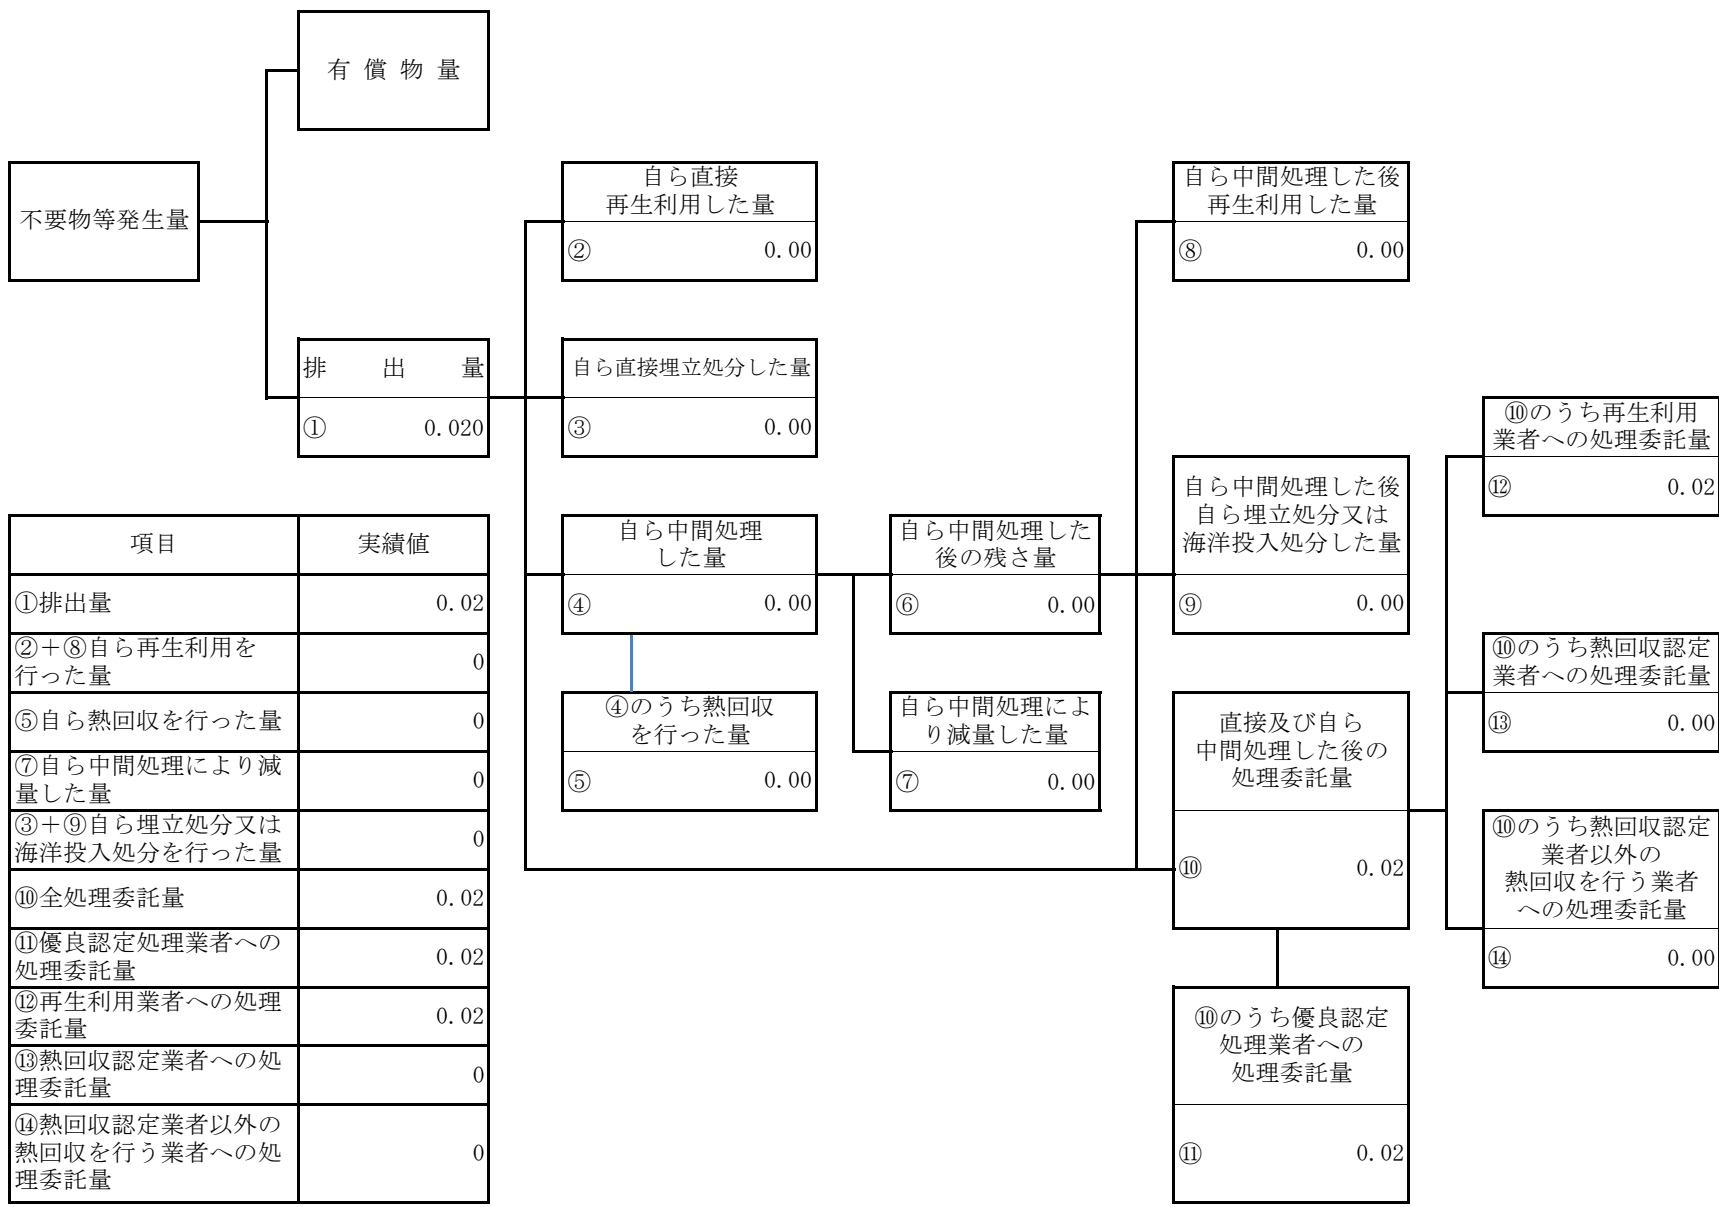 有償物量
不要物等発生量
自ら直接
再生利用した量
② 0.00
自ら中間処理した後
再生利用した量
⑧ 0.00
排出量
① 0.020
自ら直接埋立処分した量
③ 0.00
⑩のうち再生利用
業者への処理委託量
⑫ 0.02
自ら中間処理
した量
④ 0.00
自ら中間処理した
後の残さ量
⑥ 0.00
自ら中間処理した後
自ら埋立処分又は
海洋投入処分した量
⑨ 0.00
④のうち熱回収
を行った量
⑤ 0.00
自ら中間処理によ
り減量した量
⑦ 0.00
直接及び自ら
中間処理した後の
処理委託量
⑩ 0.02
⑩のうち熱回収認定
業者への処理委託量
⑬ 0.00
⑩のうち熱回収認定
業者以外の
熱回収を行う業者
への処理委託量
⑭ 0.00
⑩のうち優良認定
処理業者への
処理委託量
⑪ 0.02
項目 実績値
①排出量 0.02
②＋⑧自ら再生利用を
行った量 0
⑤自ら熱回収を行った量 0
⑦自ら中間処理により減
量した量 0
③＋⑨自ら埋立処分又は
海洋投入処分を行った量 0
⑩全処理委託量 0.02
⑪優良認定処理業者への
処理委託量 0.02
⑫再生利用業者への処理
委託量 0.02
⑬熱回収認定業者への処
理委託量 0
⑭熱回収認定業者以外の
熱回収を行う業者への処
理委託量 0